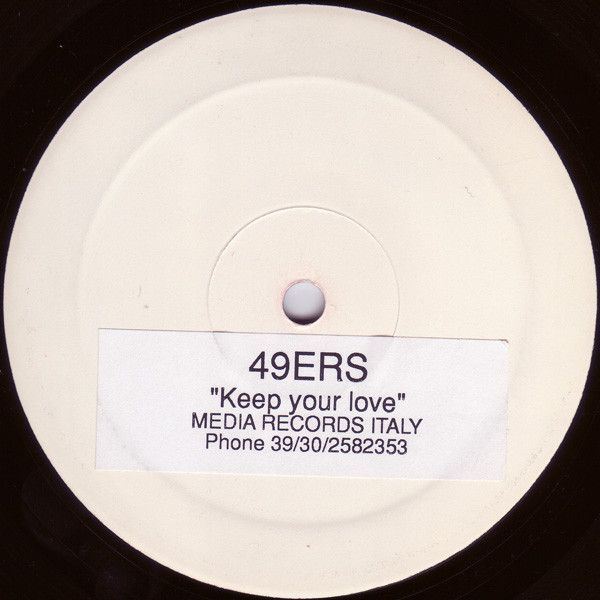 49ERS
"Keep your love"
MEDIA RECORDS ITALY
Phone 39/30/2582353